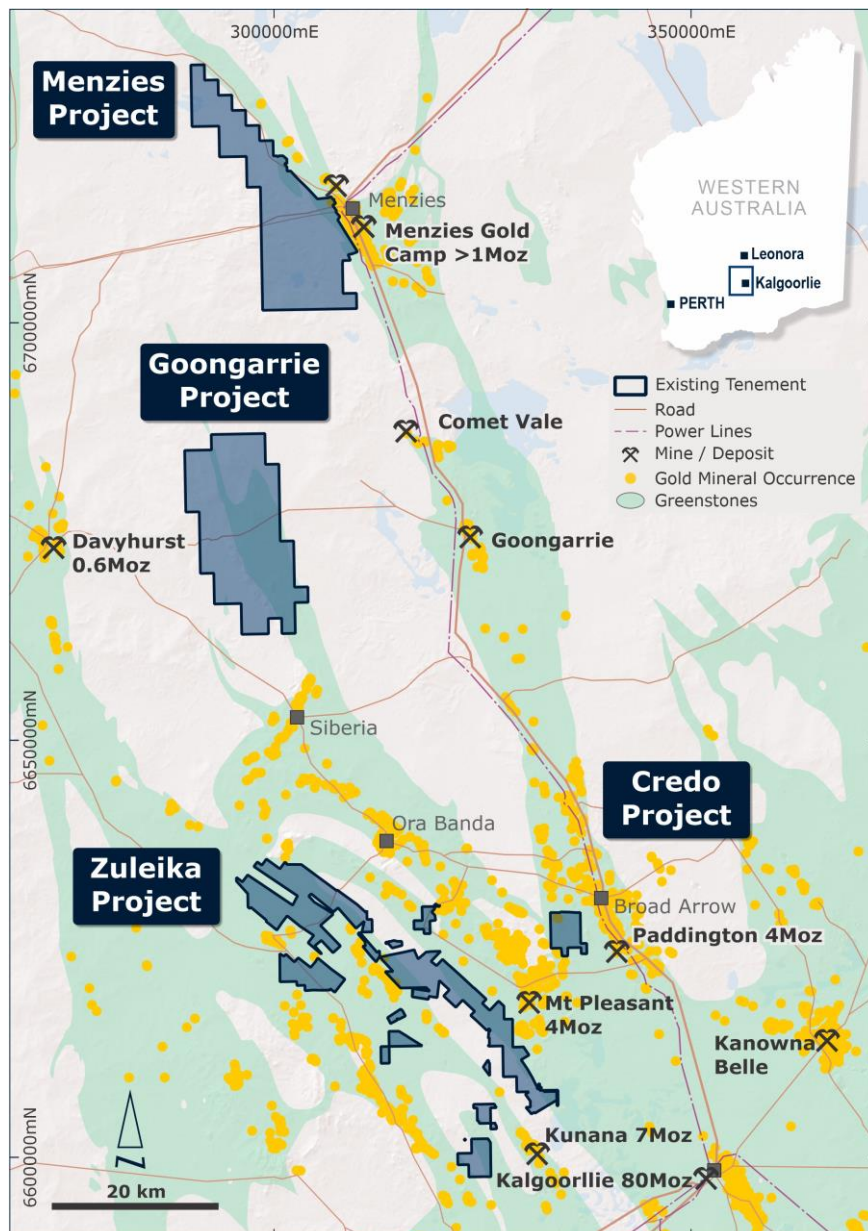 300000mE
350000mE
Menzies
Project
WESTERN
AUSTRALIA
Leonora
Kalgoorlie
PERTH
Menzies
Menzies Gold
Camp >1Moz
6700000mN
Goongarrie
Project
Existing Tenement
Road
Power Lines
Mine / Deposit
Gold Mineral Occurrence
Greenstones
Comet Vale
Davyhurst
0.6Moz
Goongarrie
Siberia
6650000mN
Credo
Project
Ora Banda
Zuleika
Project
Broad Arrow
Paddington 4Moz
Mt Pleasant
4Moz
Kanowna
Belle
Kunana 7Moz
Kalgoorllie 80Moz
N
6600000mN
20 km